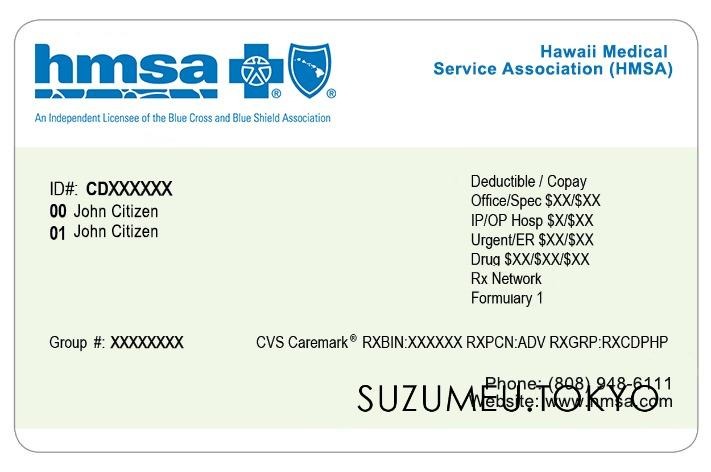 hmsa
Hawaii Medical
Service Association (HMSA)
An Independent Licensee of the Blue Cross and Blue Shield Association
ID#: CDXXXXXX
00 John Citizen
01 John Citizen
Deductible / Copay
Office/Spec $XX/$XX
IP/OP Hosp $X/$XX
Urgent/ER $XX/$XX
Drug $XX/$XX/$XX
Rx Network
Formulary 1
Group #: XXXXXXXX
CVS Caremark® RXBIN:XXXXXX RXPCN:ADV RXGRP:RXCDPHP
Phone: (808) 948-6111
Website: www.hmsa.com
SUZUMEU.TOKYO